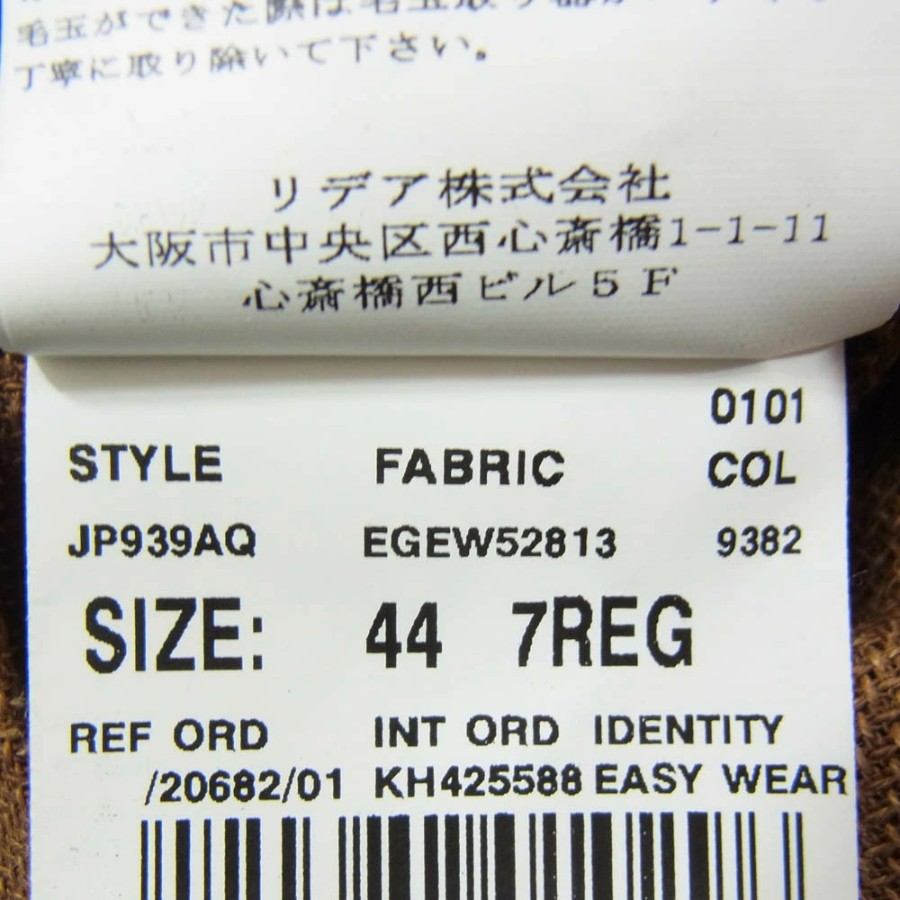 毛玉ができた際は毛玉取り器
丁寧に取り除いて下さい。
リデア株式会社
大阪市中央区西心斎橋1-1-11
心斎橋西ビル5F
0101
STYLE FABRIC COL
JP939AQ EGEW52813 9382
SIZE: 44 7REG
REF ORD INT ORD IDENTITY
/20682/01 KH425588 EASY WEAR